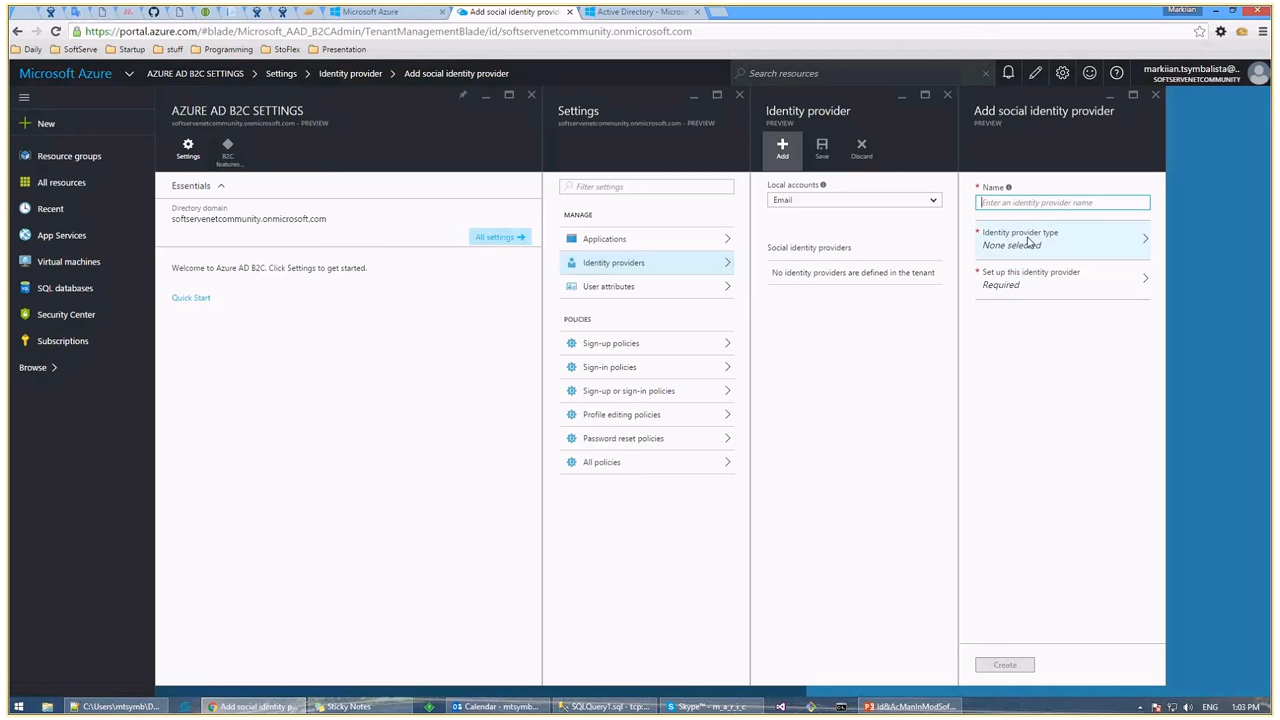 Markiian
Microsoft Azure
Add social identity provid
Active Directory - Microsof
https://portal.azure.com/#blade/Microsoft_AAD_B2CAdmin/TenantManagementBlade/id/softservenetcommunity.onmicrosoft.com
Daily
SoftServe
Startup
stuff
Programming
StoFlex
Presentation
Microsoft Azure
AZURE AD B2C SETTINGS
Settings
Identity provider
Add social identity provider
Search resources
markiian.tsymbalista@...
SOFTSERVENETCOMMUNITY
New
Resource groups
All resources
Recent
App Services
Virtual machines
SQL databases
Security Center
Subscriptions
Browse
AZURE AD B2C SETTINGS
softservenetcommunity.onmicrosoft.com - PREVIEW
Settings
B2C
features...
Essentials
Directory domain
softservenetcommunity.onmicrosoft.com
All settings
Welcome to Azure AD B2C. Click Settings to get started.
Quick Start
Settings
softservenetcommunity.onmicrosoft.com - PREVIEW
Filter settings
MANAGE
Applications
Identity providers
User attributes
POLICIES
Sign-up policies
Sign-in policies
Sign-up or sign-in policies
Profile editing policies
Password reset policies
All policies
Identity provider
PREVIEW
Add
Save
Discard
Local accounts
Email
Social identity providers
No identity providers are defined in the tenant
Add social identity provider
PREVIEW
* Name
Enter an identity provider name
* Identity provider type
None selected
* Set up this identity provider
Required
Create
C:\Users\mtsymb\D...
Add social identity p...
Sticky Notes
Calendar - mtsymb...
SQLQuery1.sql - tcp:...
Skype™ - m_a_r_i_c
Id&AcManInModSof...
ENG
1:03 PM